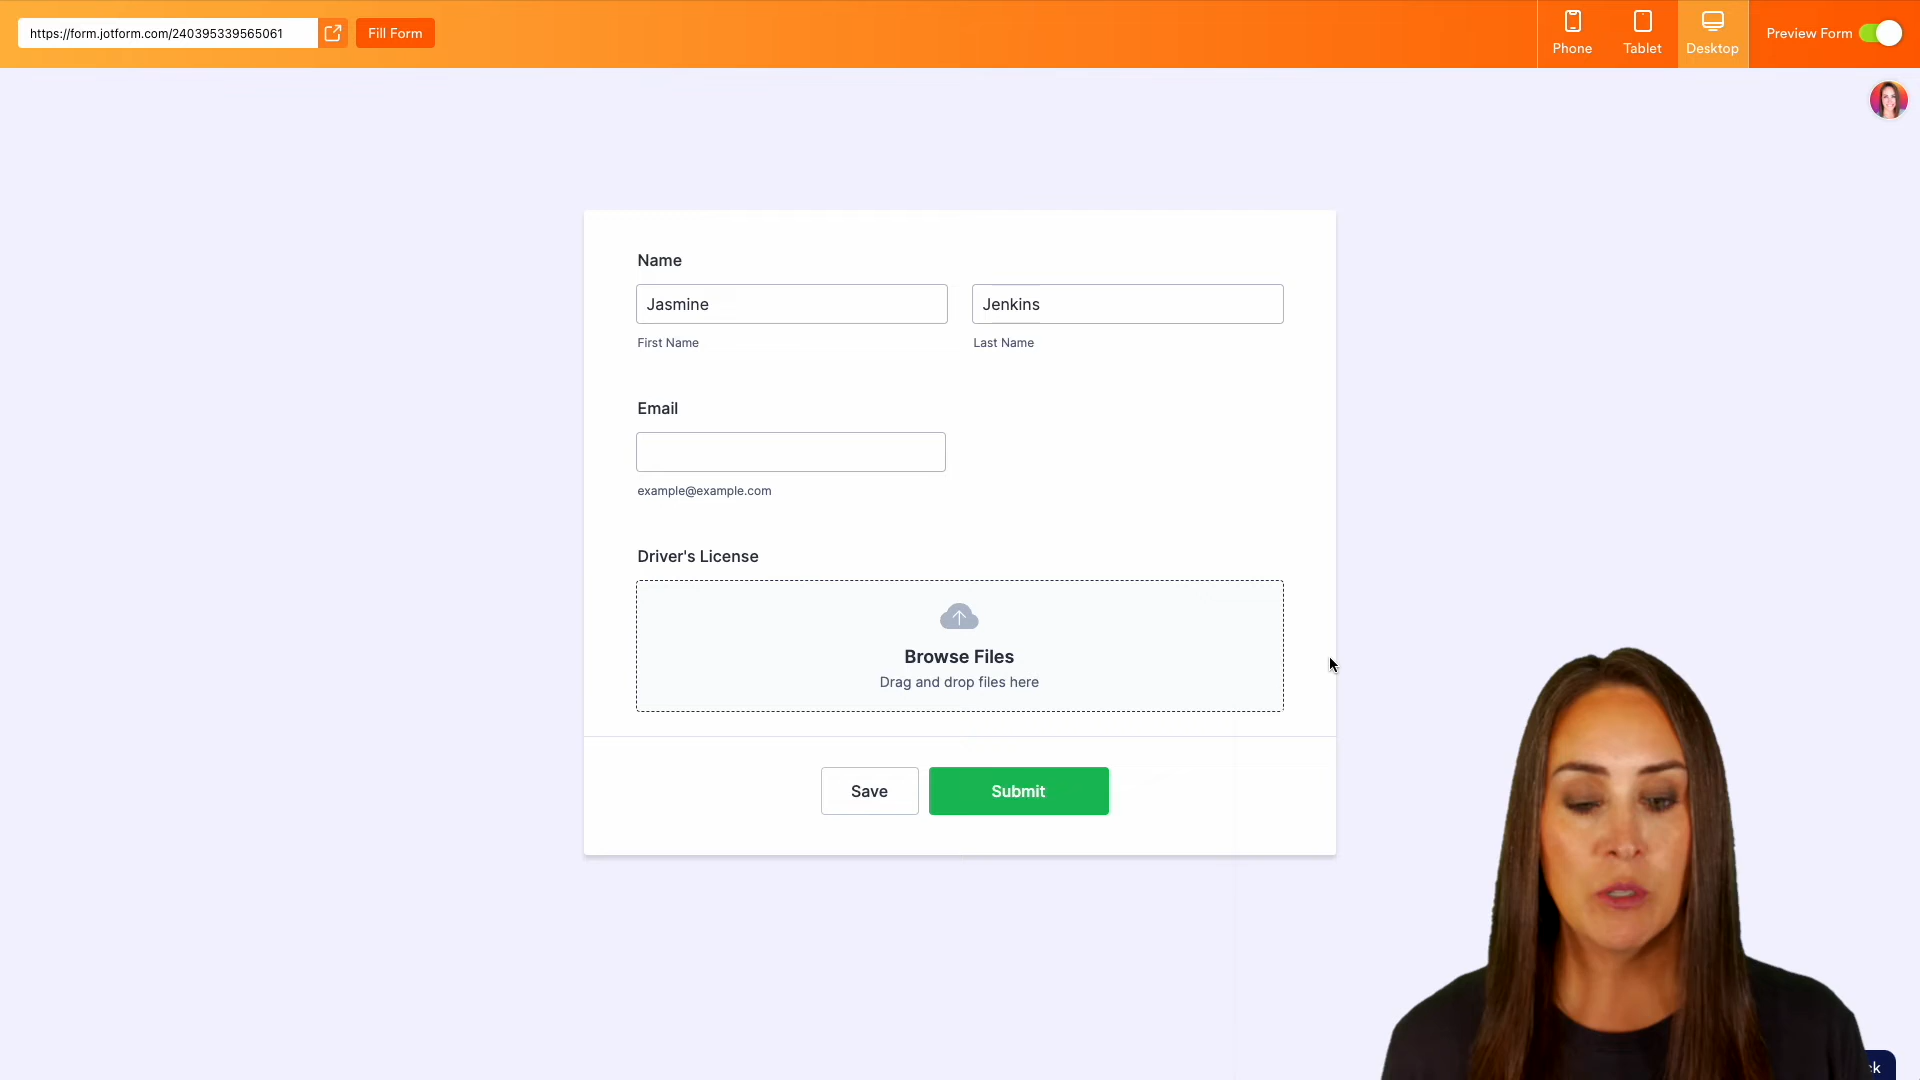 https://form.jotform.com/240395339565061
Fill Form
Phone
Tablet
Desktop
Preview Form
Name
Jasmine
Jenkins
First Name
Last Name
Email
example@example.com
Driver's License
Browse Files
Drag and drop files here
Save
Submit